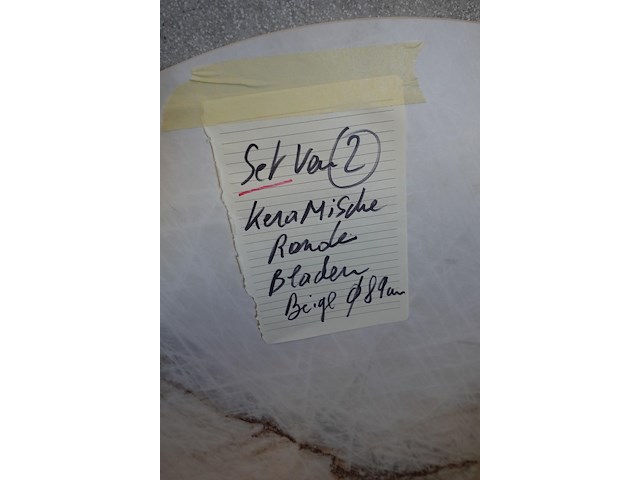 Set Van 2
KeraMische
Ronde
Bladen
Beige Ø89cm